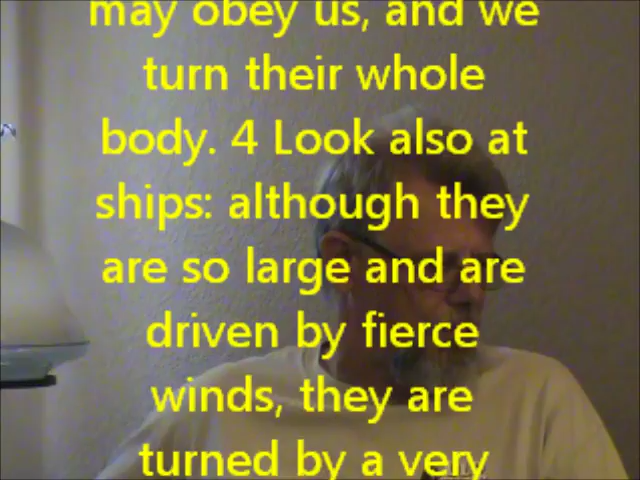 may obey us, and we
turn their whole
body. 4 Look also at
ships: although they
are so large and are
driven by fierce
winds, they are
turned by a very